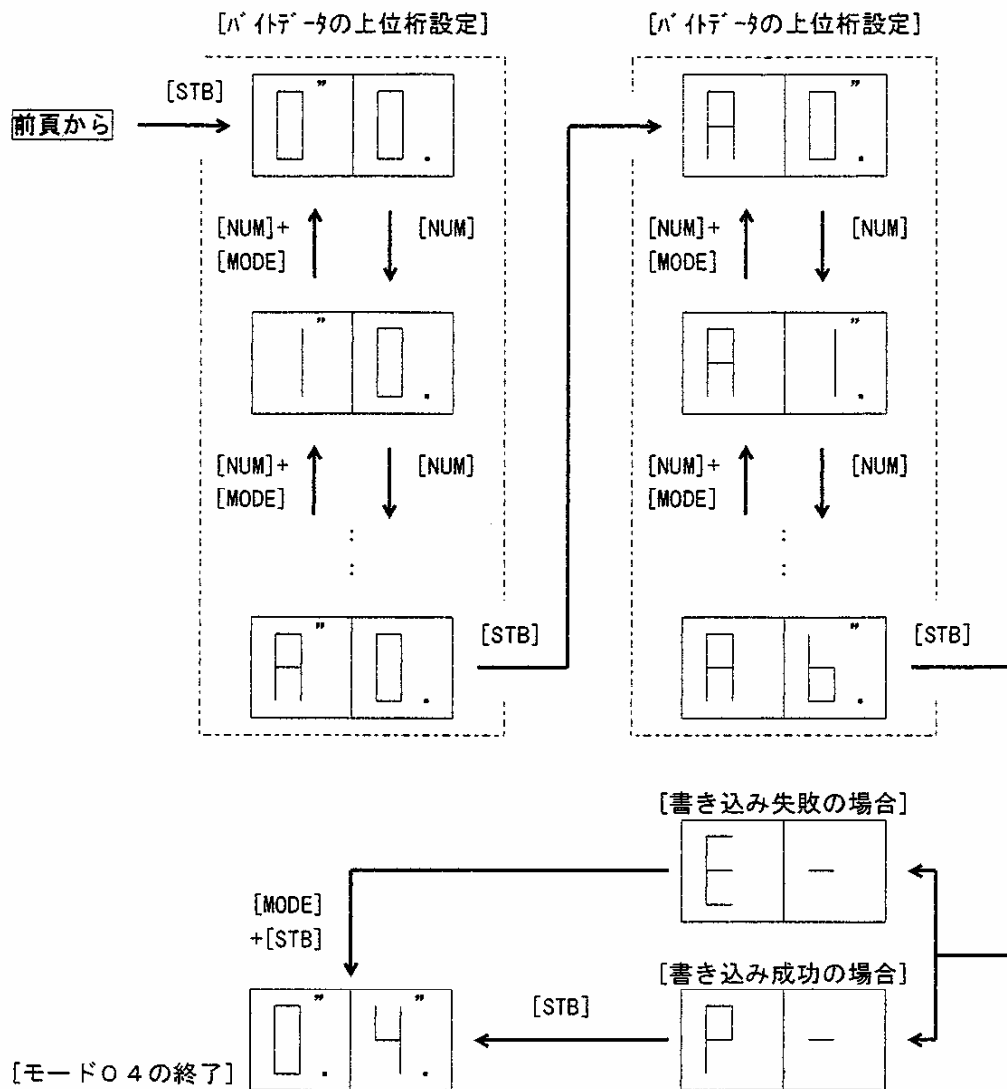 [バイトデータの上位桁設定]
[バイトデータの上位桁設定]
前頁から
[STB]
0" 0.
A 0".
[NUM]+
[MODE]
[NUM]
[NUM]+
[MODE]
[NUM]
1" 0.
A 1".
[NUM]+
[MODE]
[NUM]
[NUM]+
[MODE]
[NUM]
:
:
:
:
A" 0.
[STB]
A b".
[STB]
[書き込み失敗の場合]
E -
[MODE]
+[STB]
[書き込み成功の場合]
[STB]
0". 4".
P -
[モード04の終了]